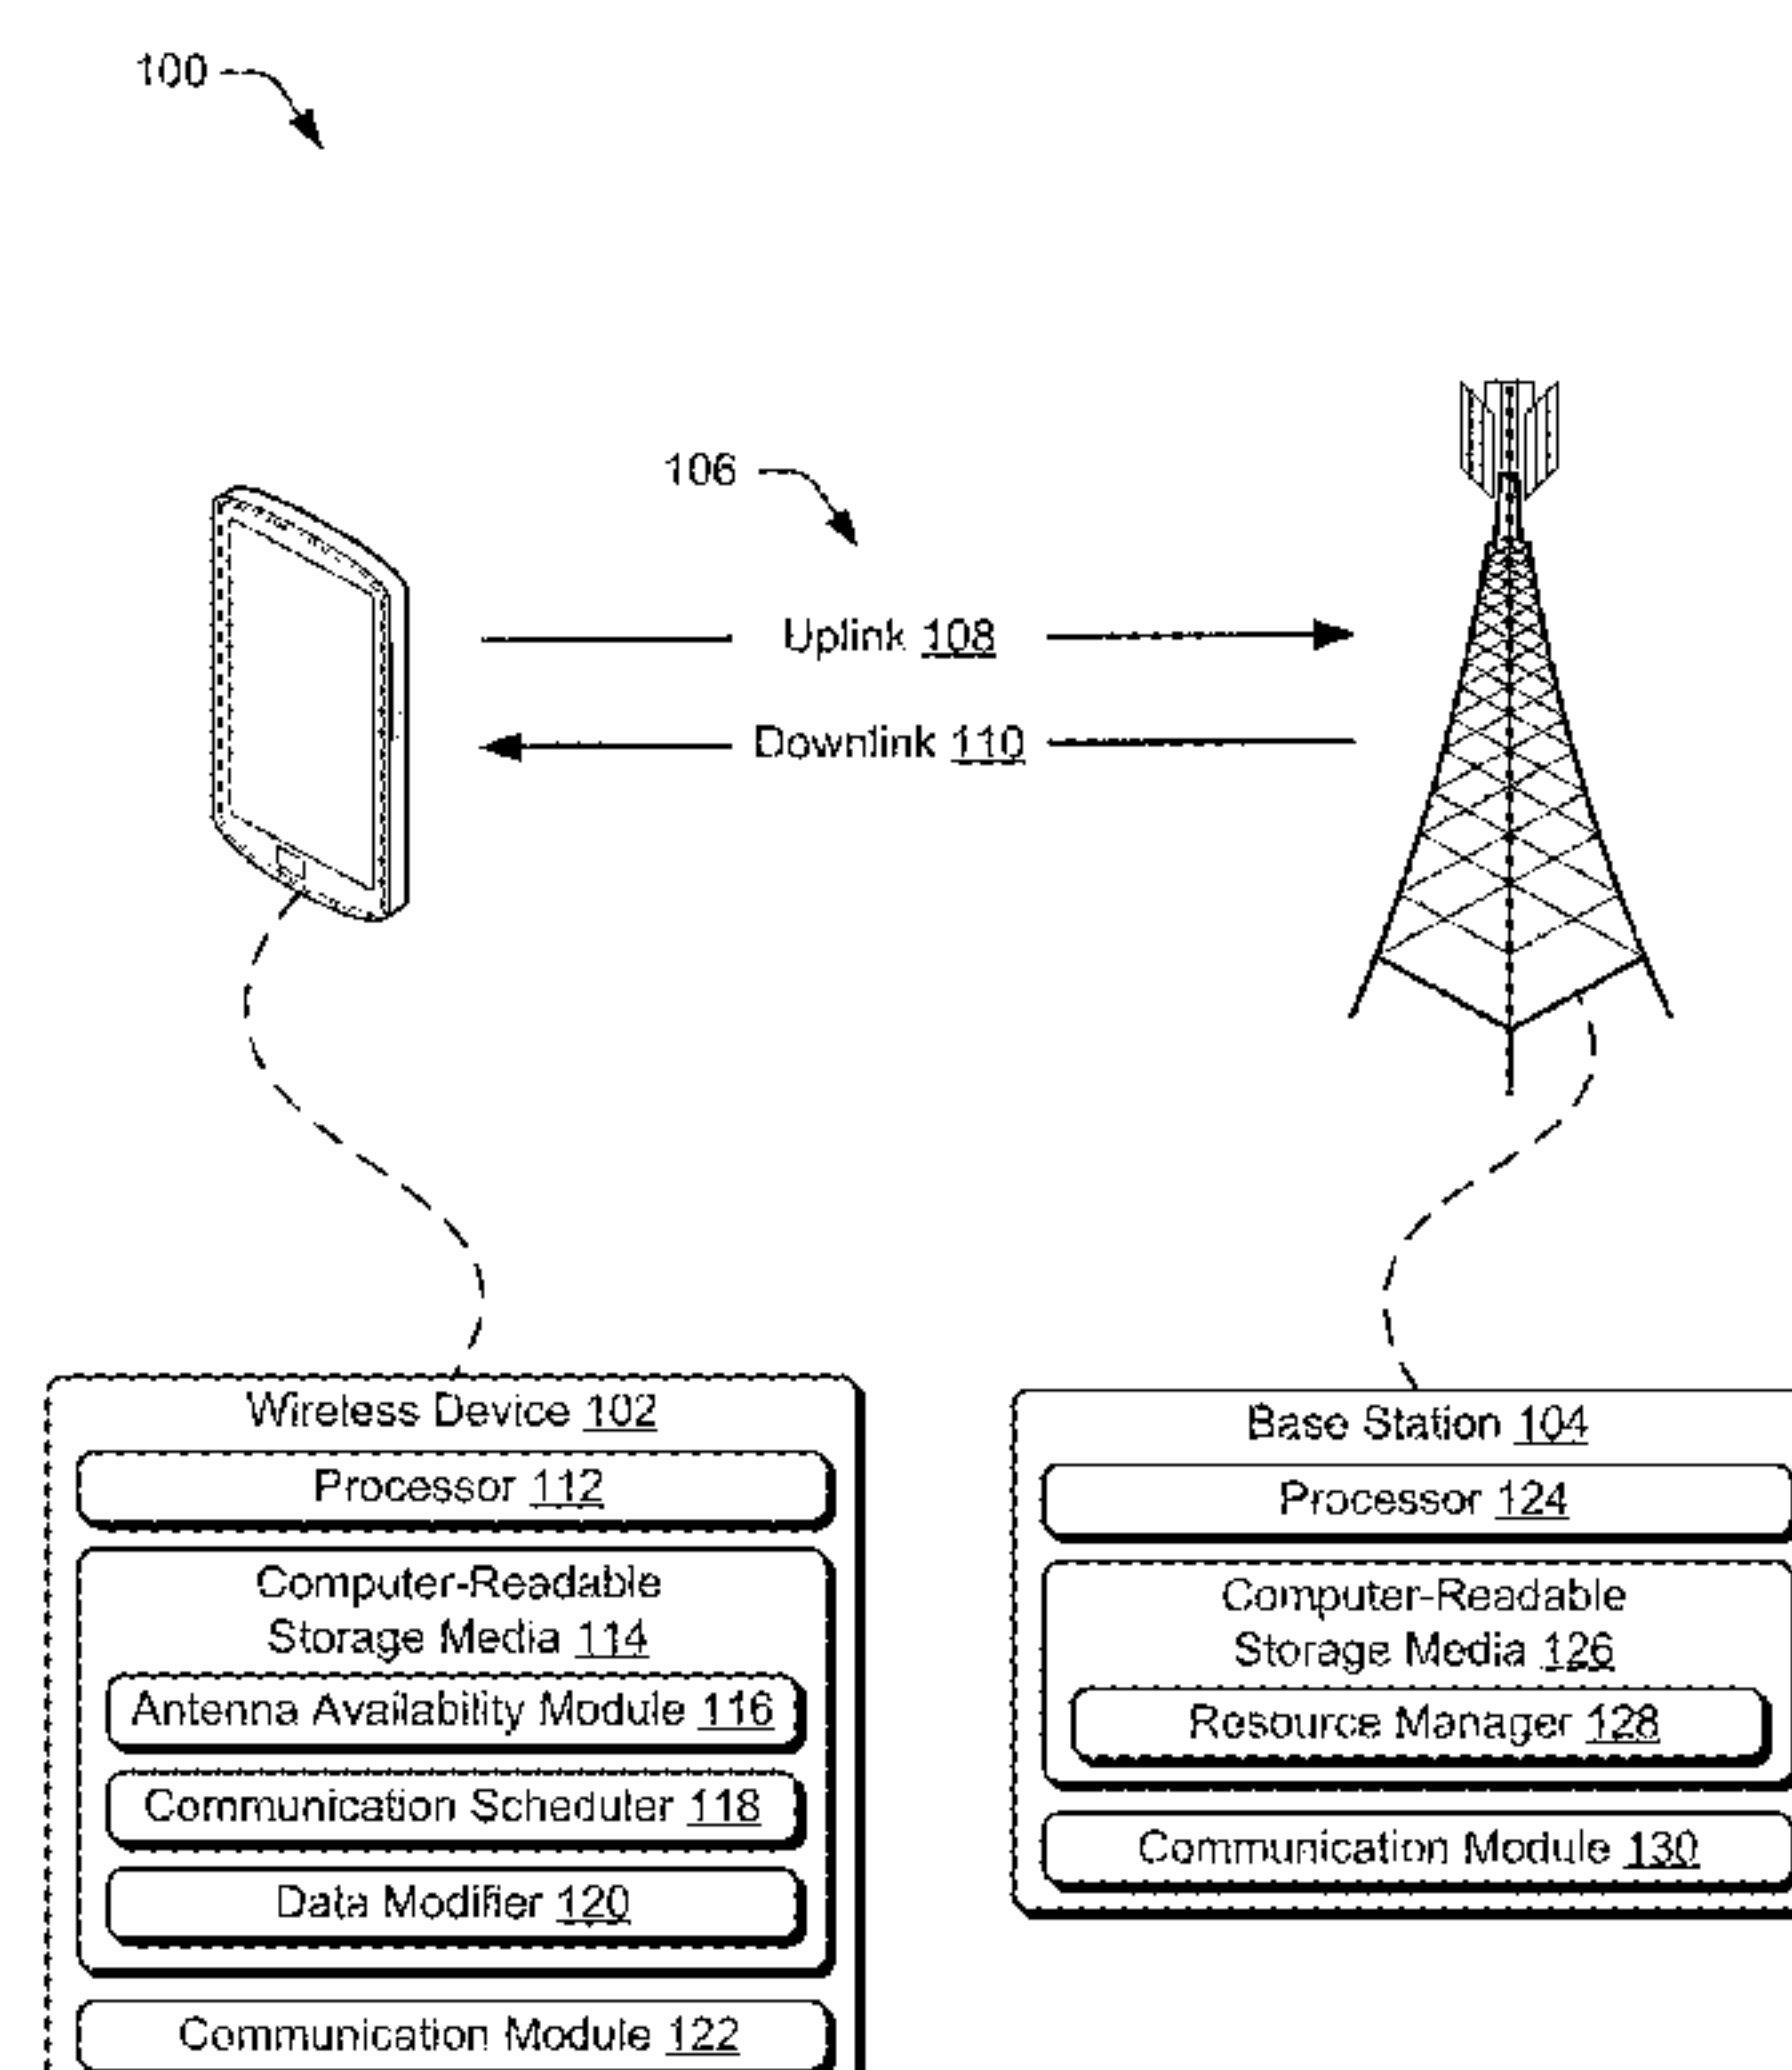 100
106
Uplink 108
Downlink 110
Wireless Device 102
Processor 112
Computer-Readable
Storage Media 114
Antenna Availability Module 116
Communication Scheduler 118
Data Modifier 120
Communication Module 122
Base Station 104
Processor 124
Computer-Readable
Storage Media 126
Resource Manager 128
Communication Module 130